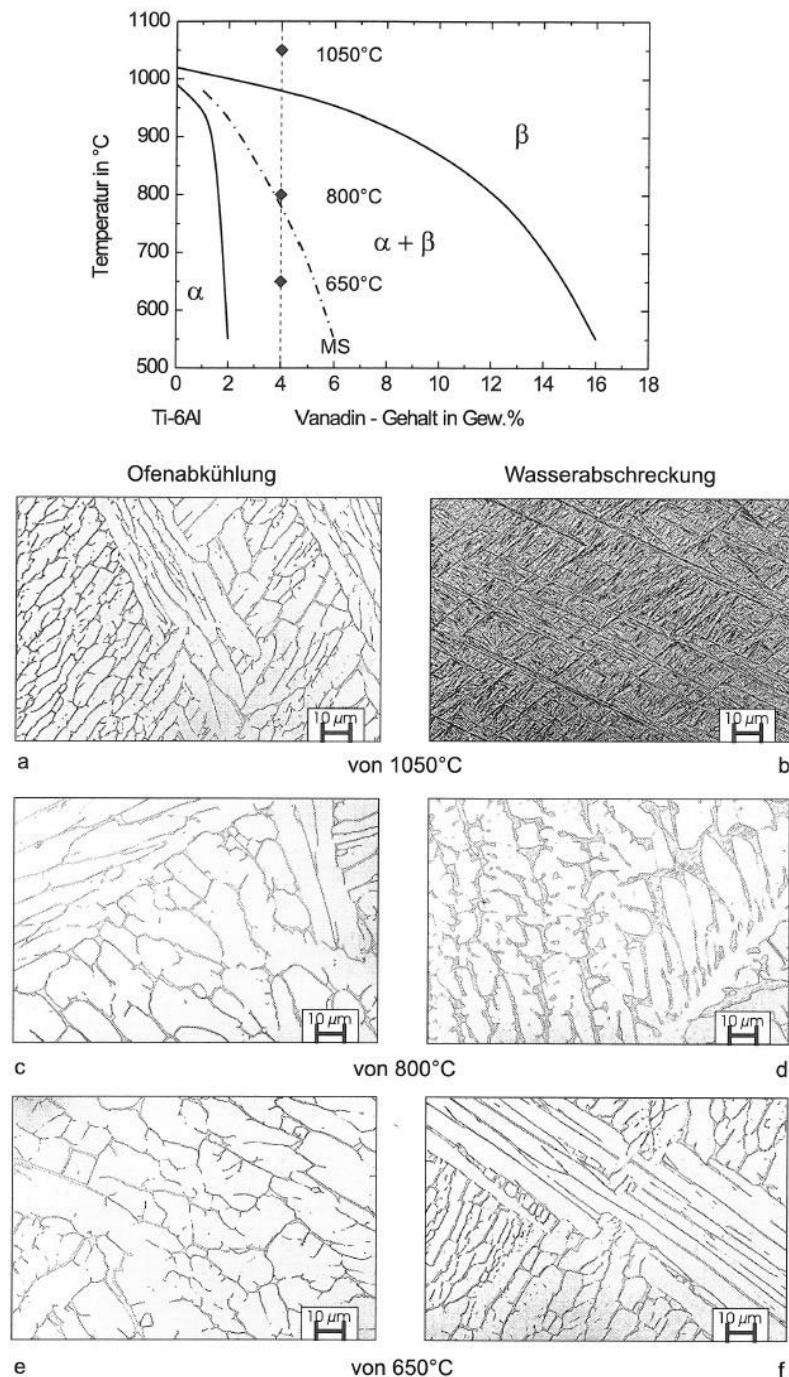 1100
1000
900
800
700
600
500
Temperatur in °C
1050°C
800°C
650°C
β
α + β
α
MS
0 2 4 6 8 10 12 14 16 18
Ti-6Al Vanadin - Gehalt in Gew.%
Ofenabkühlung Wasserabschreckung
10 µm 10 µm
a von 1050°C b
10 µm 10 µm
c von 800°C d
10 µm 10 µm
e von 650°C f